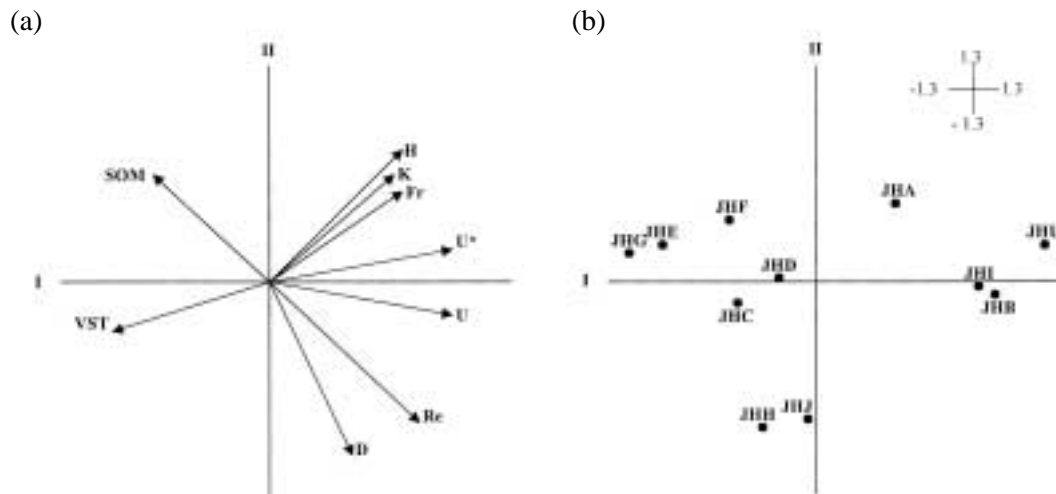 (a)
II
H
K
Fr
SOM
U*
I
U
VST
Re
D
(b)
II
1.3
-1.3 1.3
-1.3
JHA
JHF
JHE
JHG
JHD
I
JHI
JHB
JHC
JHJ
JHH